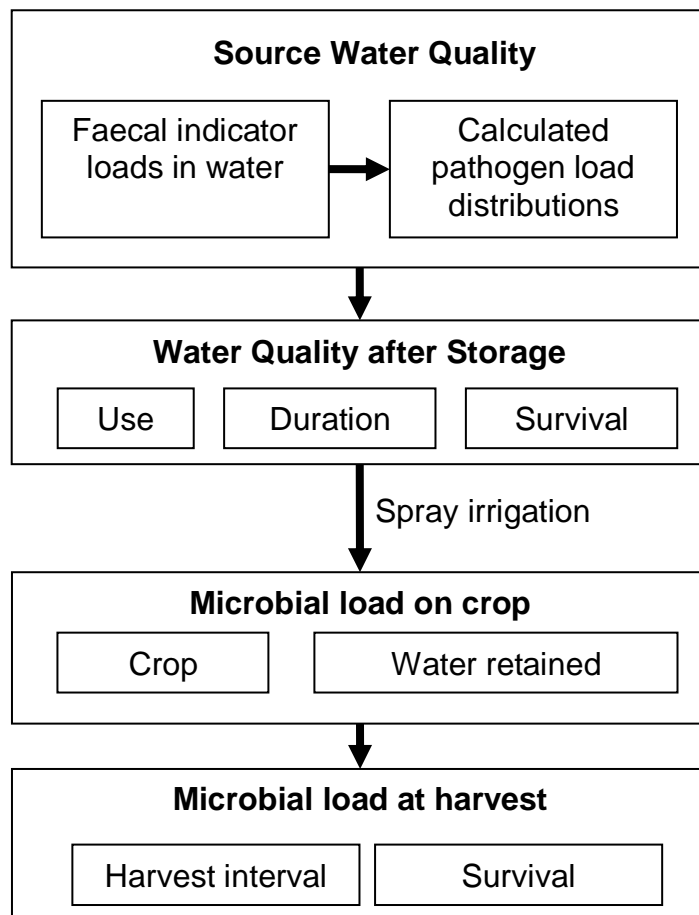 Source Water Quality
Faecal indicator
loads in water
Calculated
pathogen load
distributions
Water Quality after Storage
Use
Duration
Survival
Spray irrigation
Microbial load on crop
Crop
Water retained
Microbial load at harvest
Harvest interval
Survival